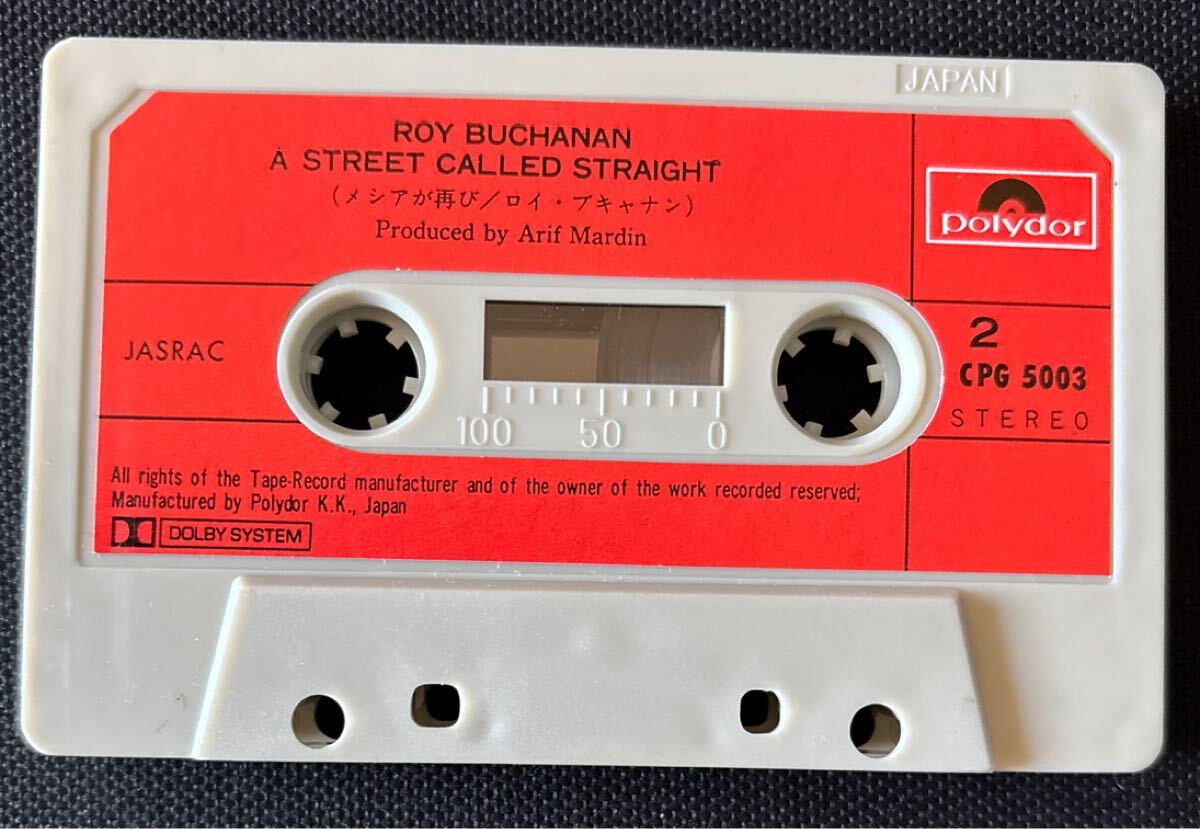 JAPAN
ROY BUCHANAN
A STREET CALLED STRAIGHT
(メシアが再び/ロイ・ブキャナン)
Produced by Arif Mardin
polydor
JASRAC
2
CPG 5003
STEREO
100 50 0
All rights of the Tape-Record manufacturer and of the owner of the work recorded reserved;
Manufactured by Polydor K.K., Japan
DOLBY SYSTEM